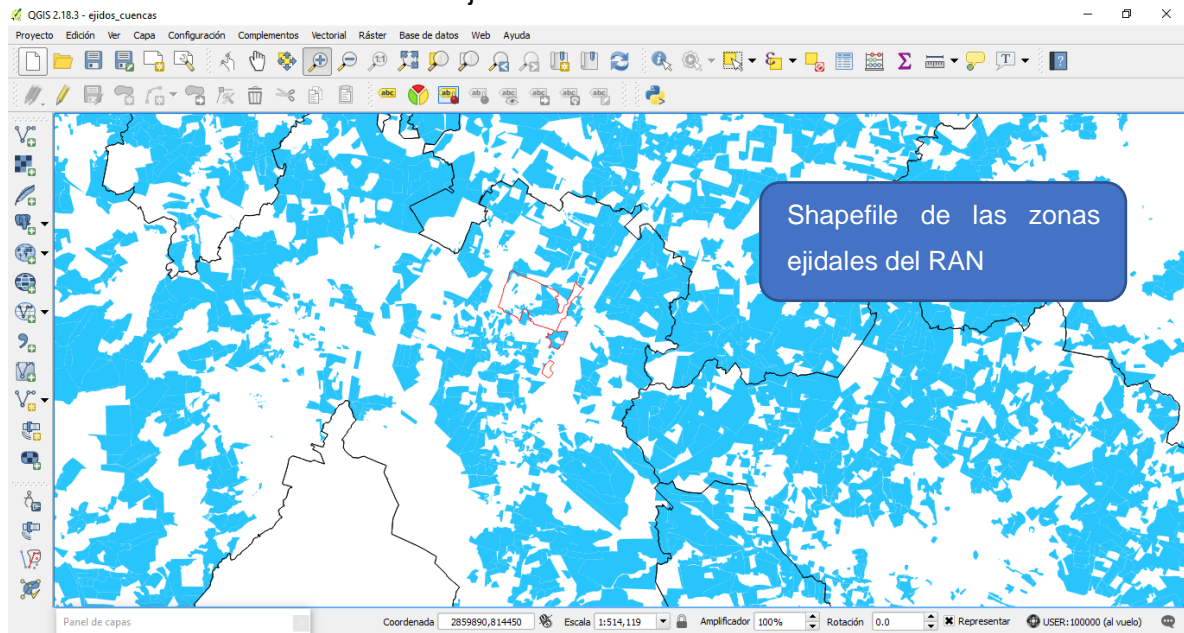 QGIS 2.18.3 - ejidos_cuencas
Proyecto Edición Ver Capa Configuración Complementos Vectorial Ráster Base de datos Web Ayuda
Shapefile de las zonas
ejidales del RAN
Panel de capas
Coordenada 2859890,814450 Escala 1:514,119 Amplificador 100% Rotación 0.0 Representar USER:100000 (al vuelo)